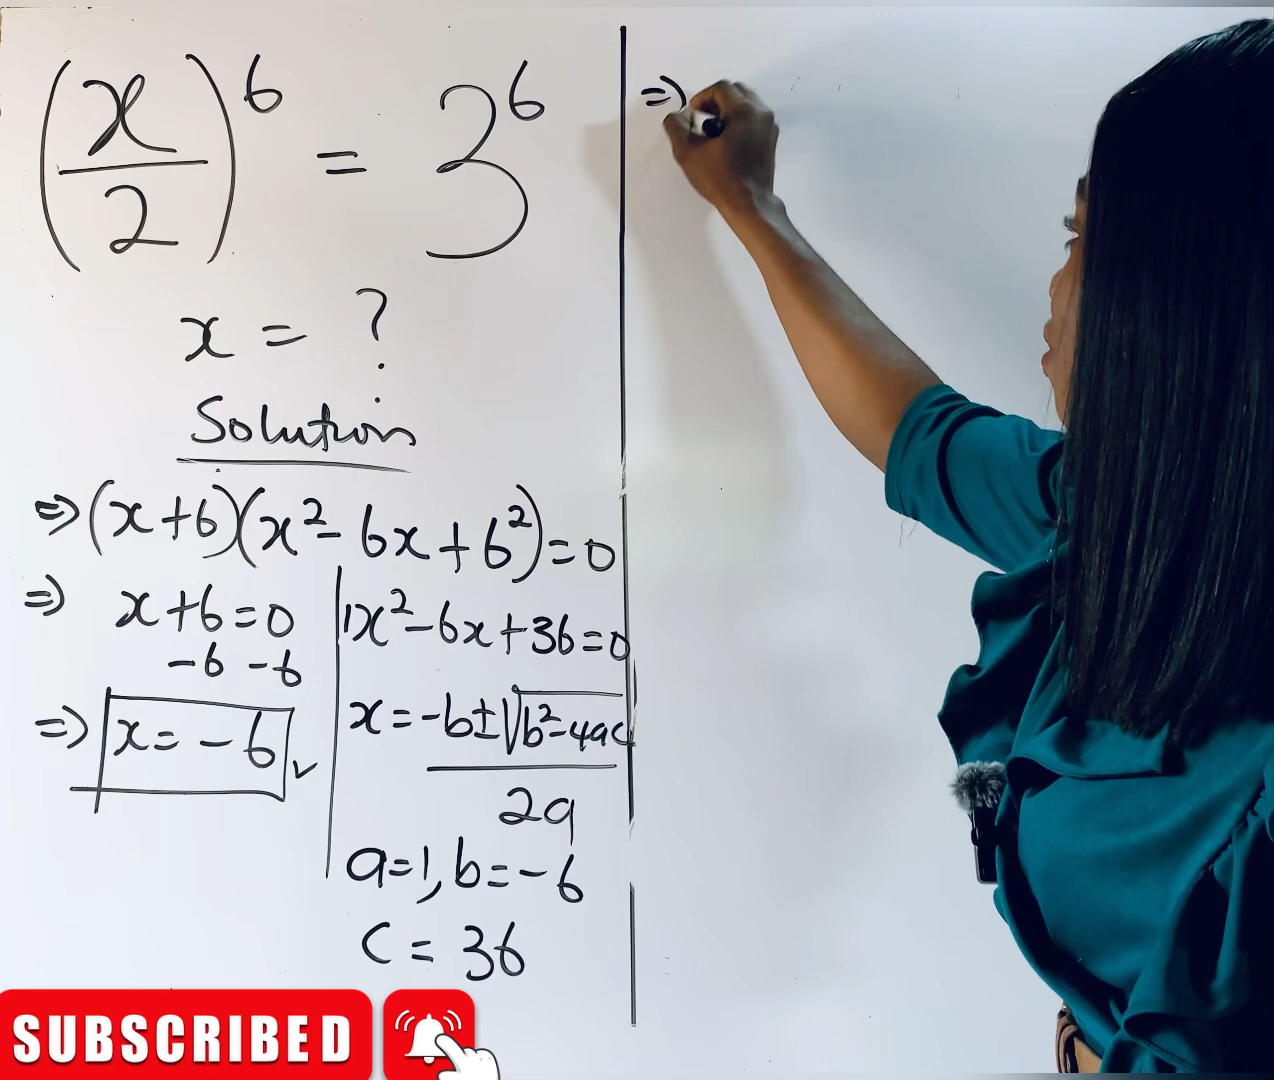 (x/2)^6 = 3^6
x = ?
Solution
⇒ (x+6)(x²-6x+6²)=0
⇒ x+6=0
-6 -6
⇒ x = -6 ✓
1x²-6x+36=0
x = -b±√b²-4ac / 2a
a=1, b=-6
c = 36
⇒
SUBSCRIBED